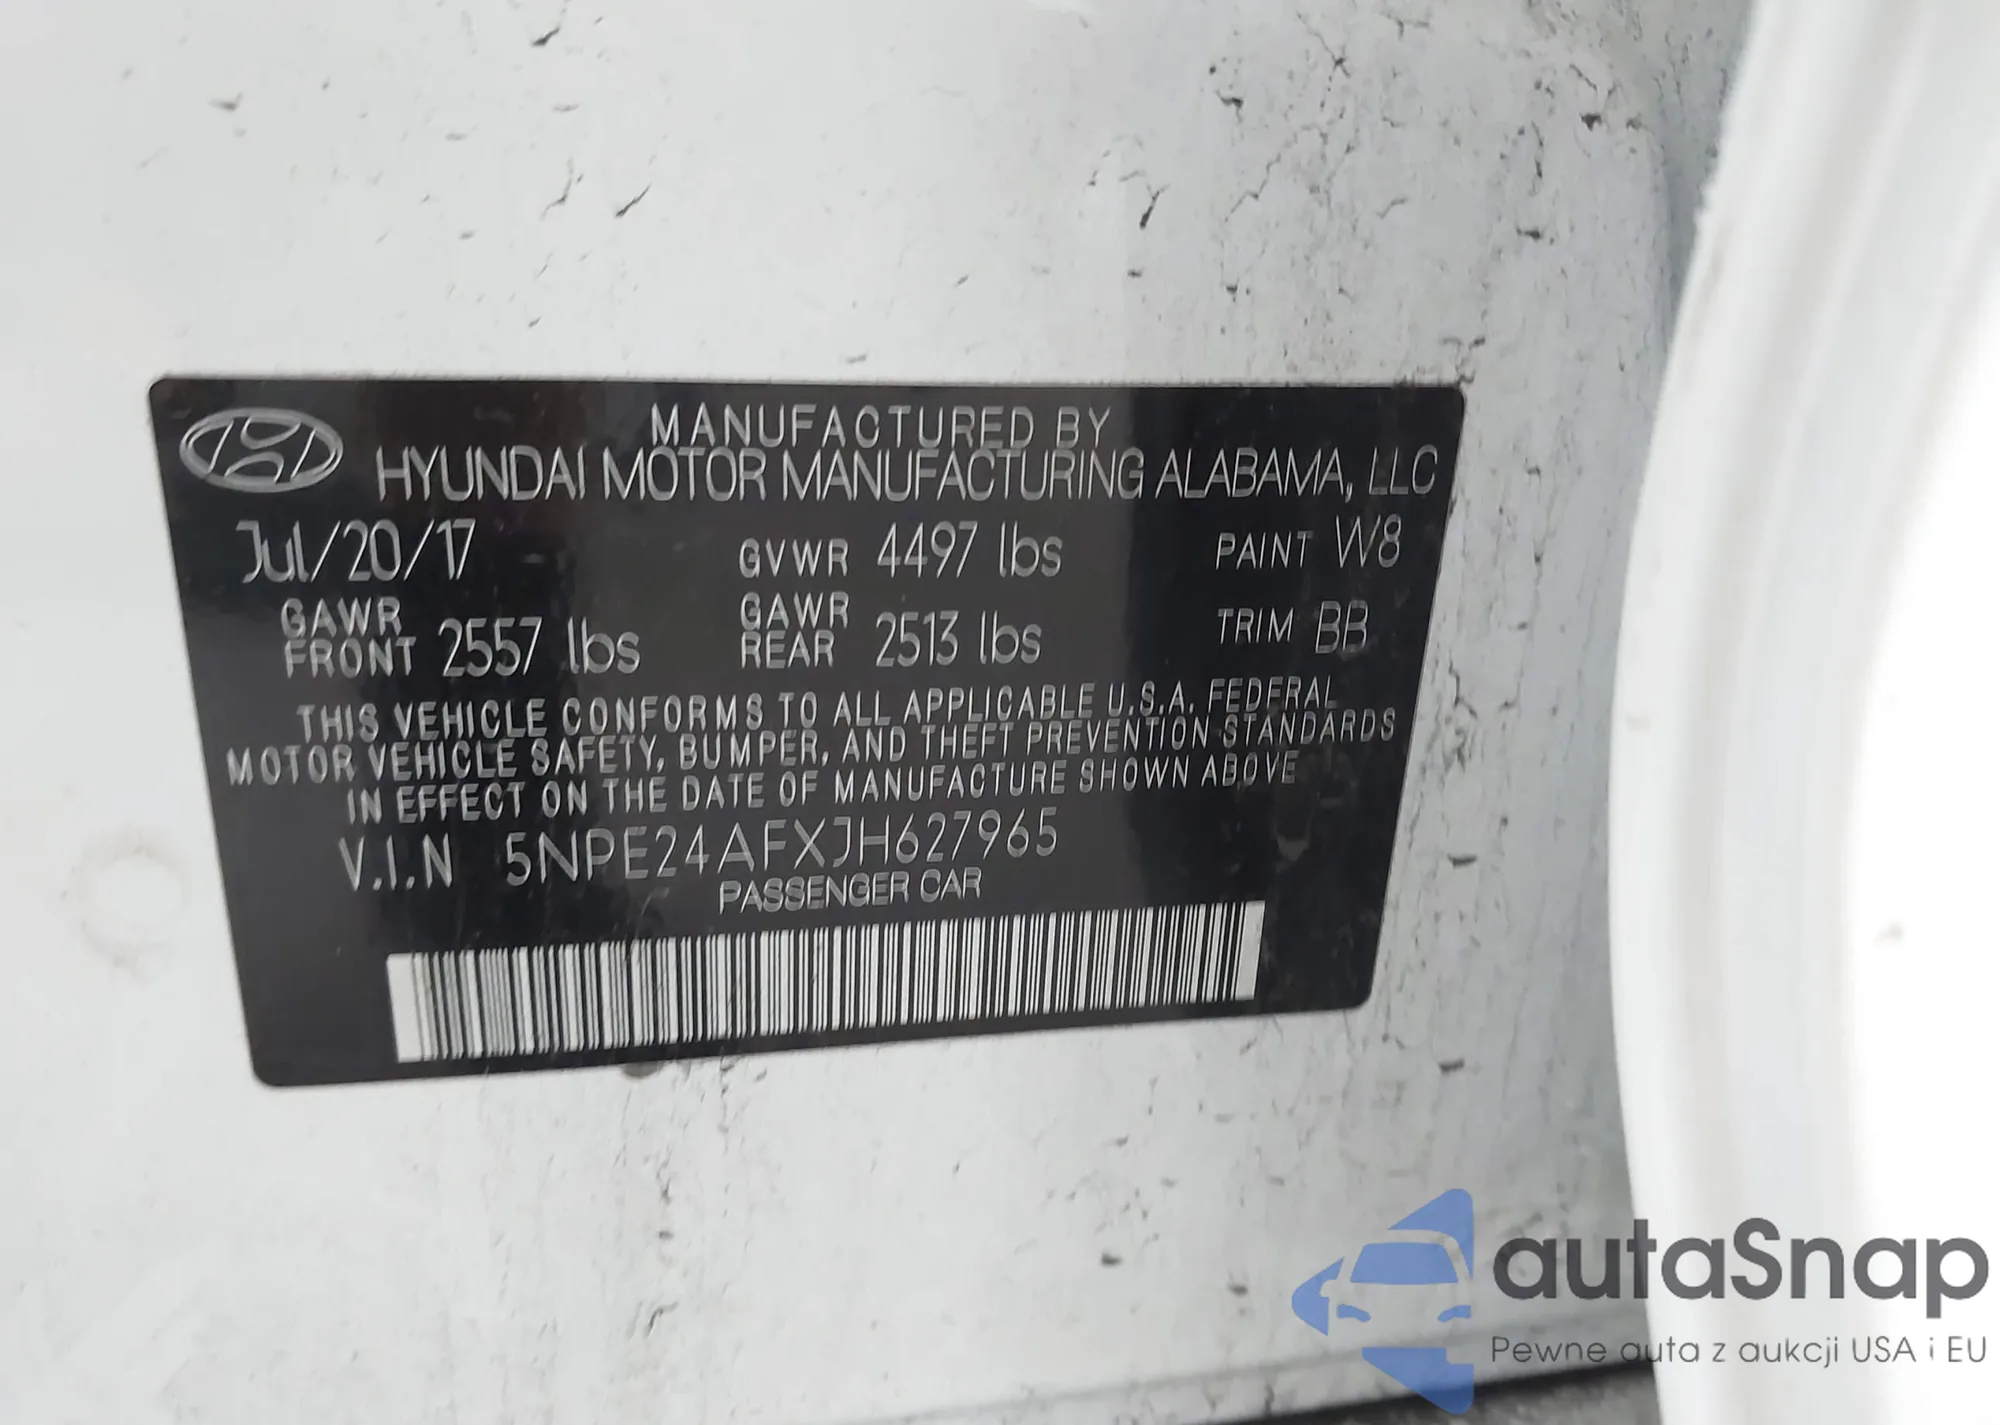 MANUFACTURED BY
HYUNDAI MOTOR MANUFACTURING ALABAMA, LLC
Jul/20/17 GVWR 4497 lbs PAINT W8
GAWR FRONT 2557 lbs GAWR REAR 2513 lbs TRIM BB
THIS VEHICLE CONFORMS TO ALL APPLICABLE U.S.A. FEDERAL
MOTOR VEHICLE SAFETY, BUMPER, AND THEFT PREVENTION STANDARDS
IN EFFECT ON THE DATE OF MANUFACTURE SHOWN ABOVE
V.I.N 5NPE24AFXJH627965
PASSENGER CAR
autaSnap
Pewne auta z aukcji USA i EU